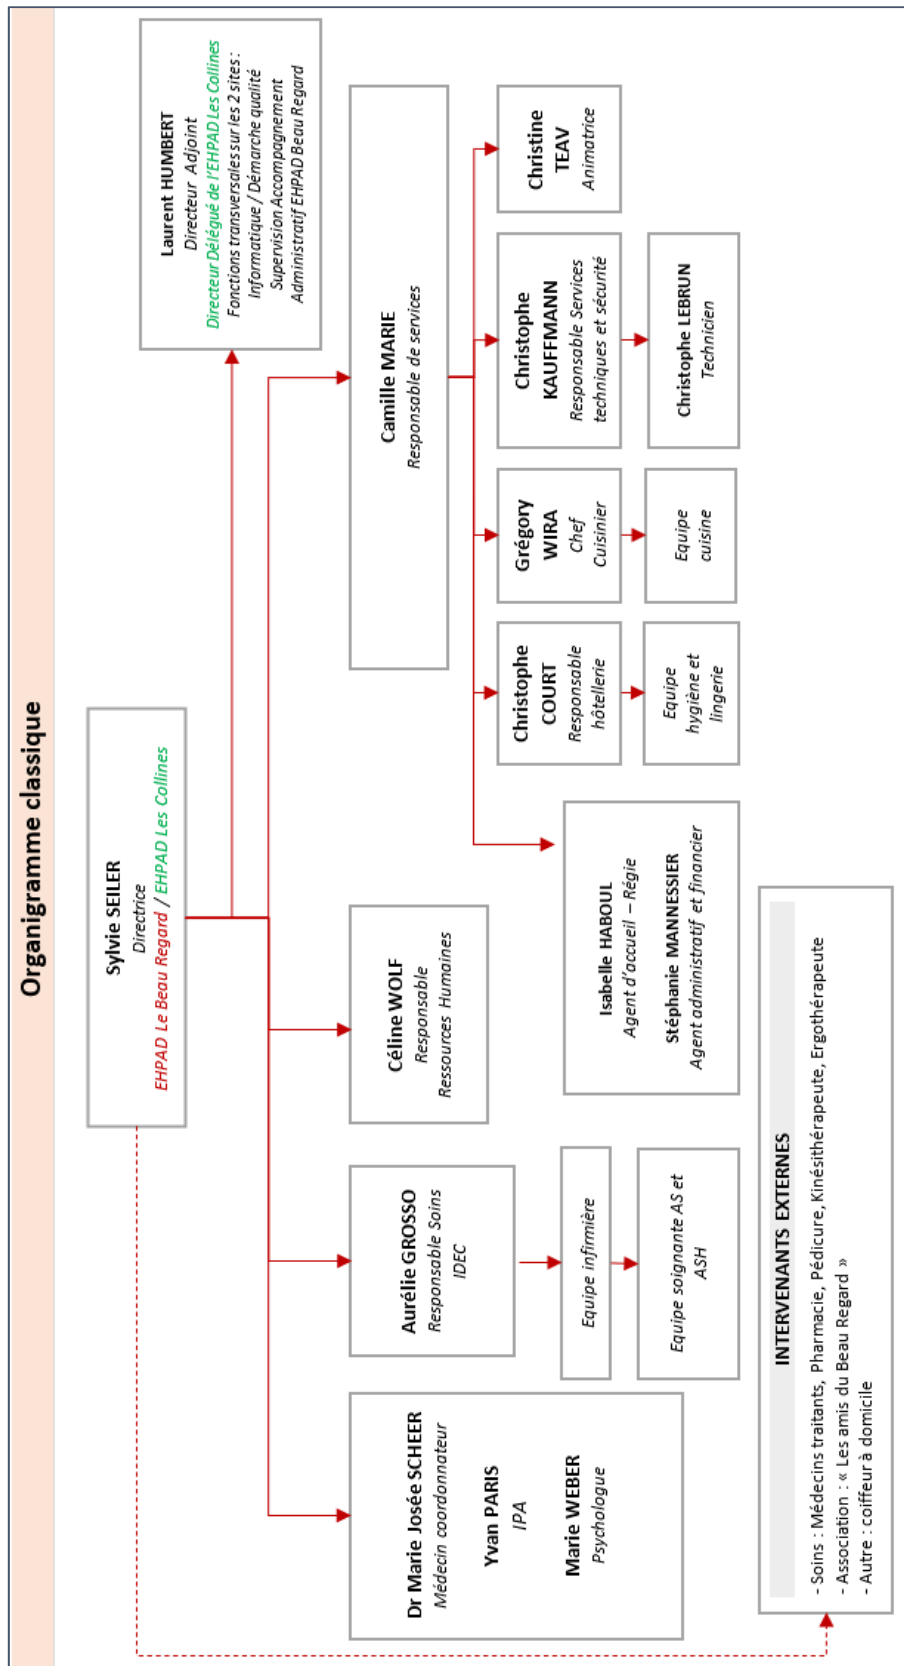 Organigramme classique
Sylvie SEILER
Directrice
EHPAD Le Beau Regard / EHPAD Les Collines
Laurent HUMBERT
Directeur Adjoint
Directeur Délégué de l'EHPAD Les Collines
Fonctions transversales sur les 2 sites :
Informatique / Démarche qualité
Supervision Accompagnement
Administratif EHPAD Beau Regard
Dr Marie Josée SCHEER
Médecin coordonnateur
Yvan PARIS
IPA
Marie WEBER
Psychologue
Aurélie GROSSO
Responsable Soins
IDEC
Equipe infirmière
Equipe soignante AS et
ASH
Céline WOLF
Responsable
Ressources Humaines
Camille MARIE
Responsable de services
Isabelle HABOUL
Agent d'accueil – Régie
Stéphanie MANNESSIER
Agent administratif et financier
Christophe
COURT
Responsable
hôtellerie
Equipe
hygiène et
lingerie
Grégory
WIRA
Chef
Cuisinier
Equipe
cuisine
Christophe
KAUFFMANN
Responsable Services
techniques et sécurité
Christophe LEBRUN
Technicien
Christine
TEAV
Animatrice
INTERVENANTS EXTERNES
- Soins : Médecins traitants, Pharmacie, Pédicure, Kinésithérapeute, Ergothérapeute
- Association : « Les amis du Beau Regard »
- Autre : coiffeur à domicile